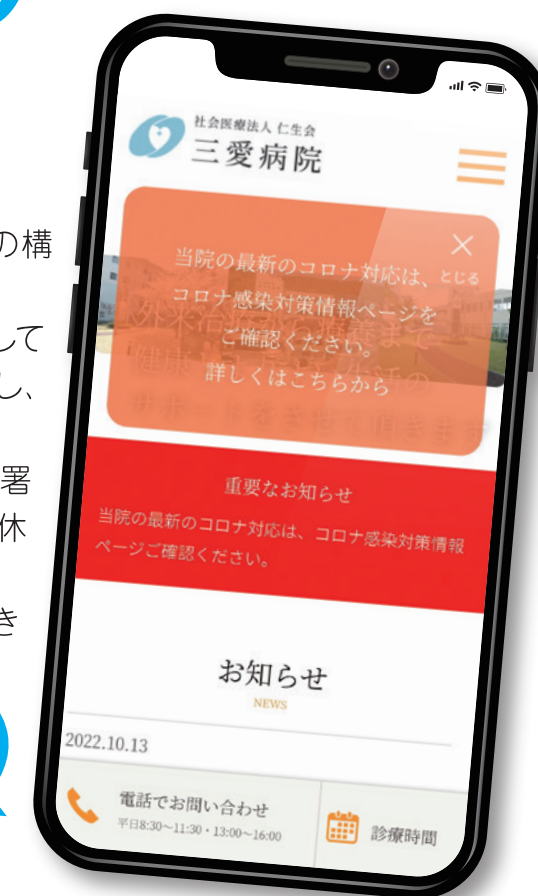 の構
して
し、
署
休
き
社会医療法人 仁生会
三愛病院
当院の最新のコロナ対応は、
とじる
コロナ感染対策情報ページを
ご確認ください。
詳しくはこちらから
重要なお知らせ
当院の最新のコロナ対応は、コロナ感染対策情報
ページご確認ください。
お知らせ
NEWS
2022.10.13
電話でお問い合わせ
平日8:30〜11:30・13:00〜16:00
診療時間